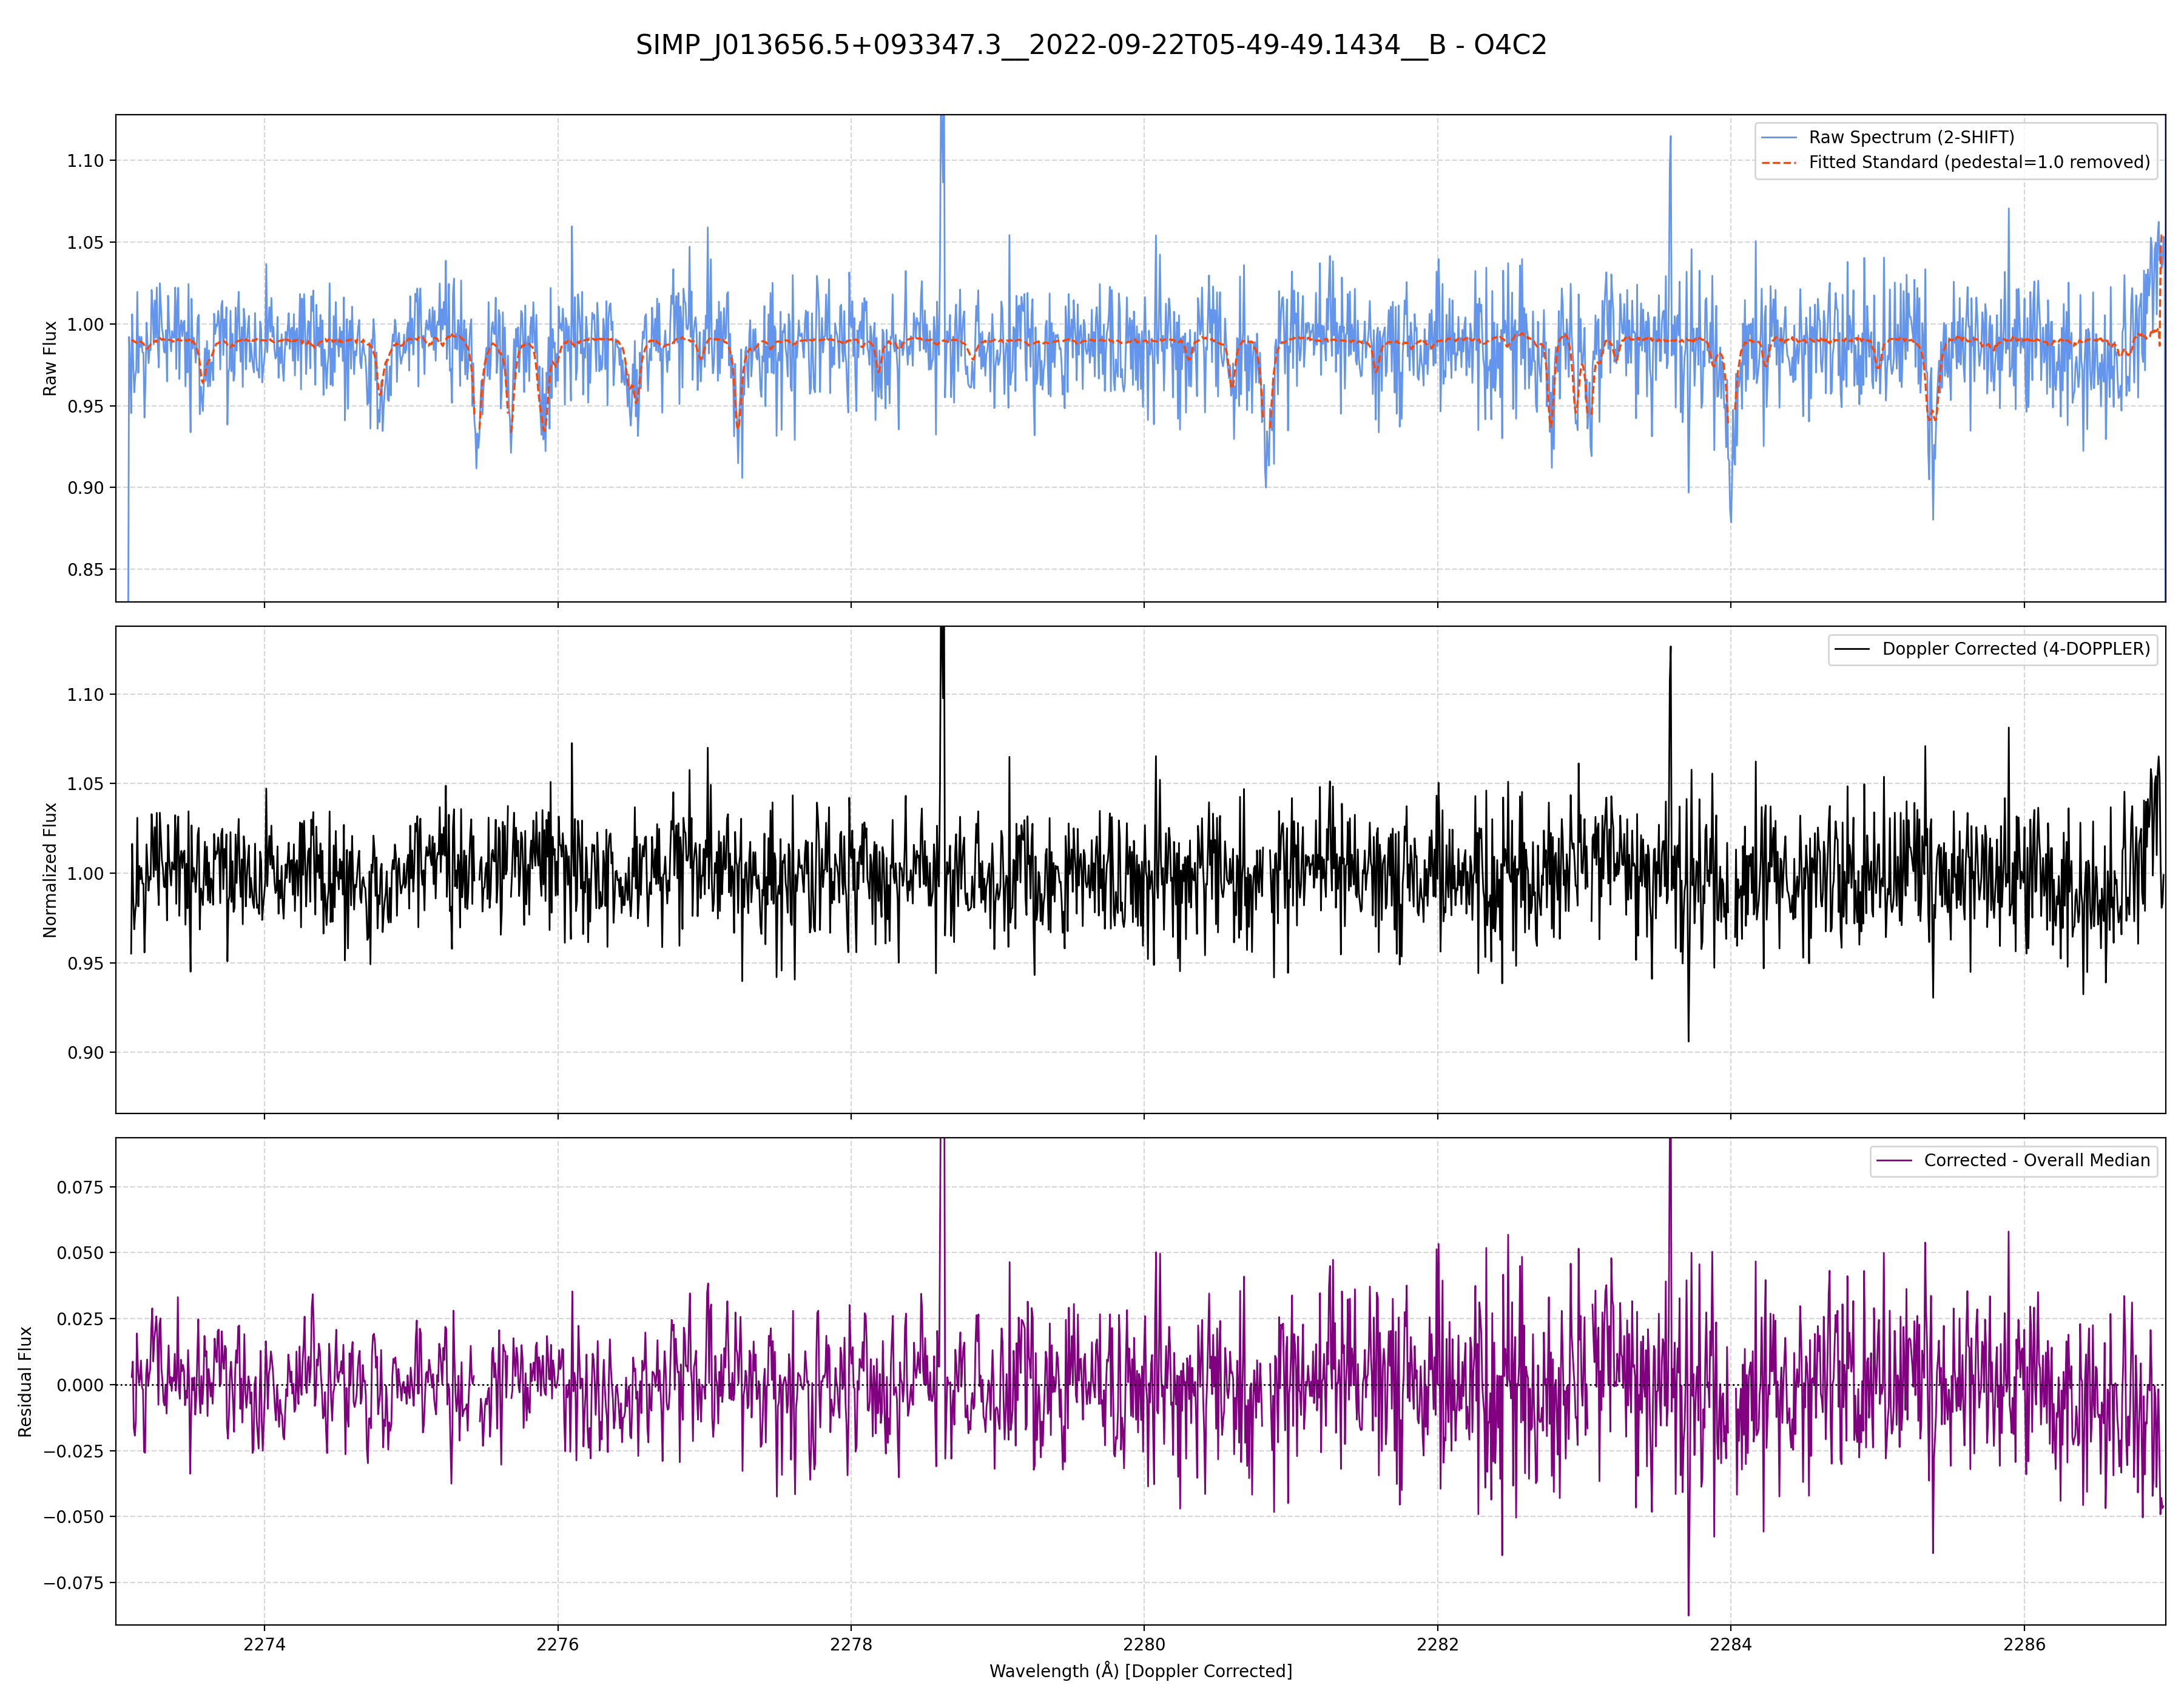 SIMP_J013656.5+093347.3__2022-09-22T05-49-49.1434__B - O4C2
Raw Flux
1.10
1.05
1.00
0.95
0.90
0.85
Raw Spectrum (2-SHIFT)
Fitted Standard (pedestal=1.0 removed)
Normalized Flux
1.10
1.05
1.00
0.95
0.90
Doppler Corrected (4-DOPPLER)
Residual Flux
0.075
0.050
0.025
0.000
−0.025
−0.050
−0.075
Corrected - Overall Median
2274 2276 2278 2280 2282 2284 2286
Wavelength (Å) [Doppler Corrected]